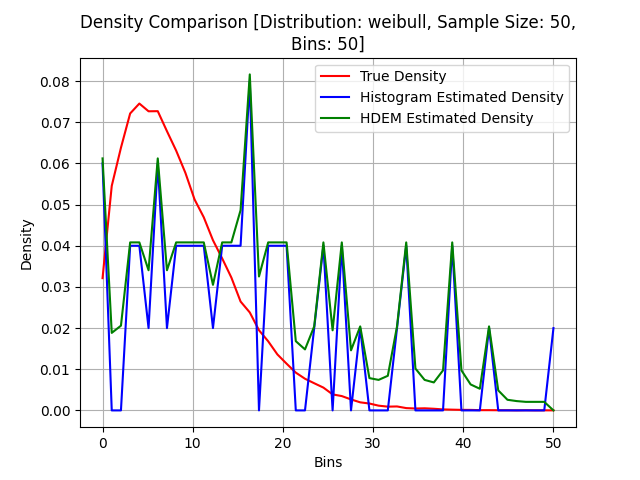 Density Comparison [Distribution: weibull, Sample Size: 50,
Bins: 50]
True Density
Histogram Estimated Density
HDEM Estimated Density
Density
0.08
0.07
0.06
0.05
0.04
0.03
0.02
0.01
0.00
0 10 20 30 40 50
Bins